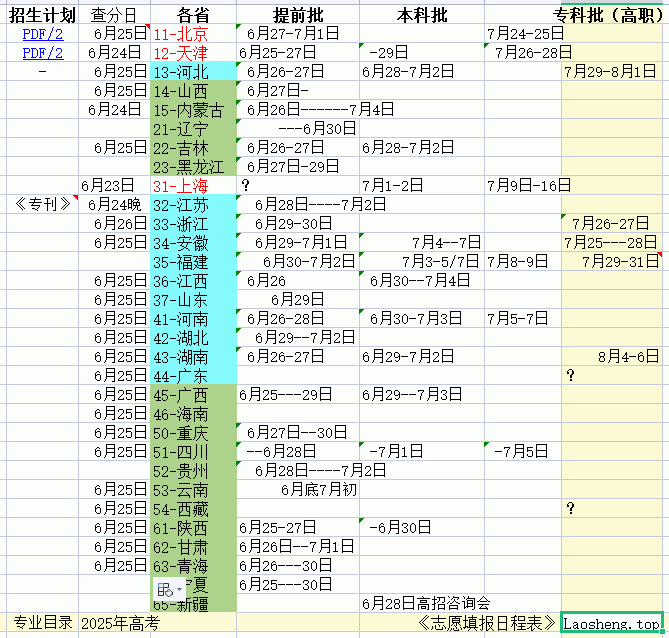 招生计划 查分日 各省 提前批 本科批 专科批（高职）
PDF/2 6月25日 11-北京 6月27-7月1日 7月24-25日
PDF/2 6月24日 12-天津 6月25-27日 -29日 7月26-28日
- 6月25日 13-河北 6月26-27日 6月28-7月2日 7月29-8月1日
6月25日 14-山西 6月27日-
6月24日 15-内蒙古 6月26日------7月4日
21-辽宁 ---6月30日
6月25日 22-吉林 6月26-27日 6月28-7月2日
23-黑龙江 6月27日-29日
6月23日 31-上海 ? 7月1-2日 7月9日-16日
《专刊》 6月24晚 32-江苏 6月28日----7月2日
6月26日 33-浙江 6月29-30日 7月26-27日
6月25日 34-安徽 6月29-7月1日 7月4--7日 7月25---28日
35-福建 6月30-7月2日 7月3-5/7日 7月8-9日 7月29-31日
6月25日 36-江西 6月26 6月30--7月4日
6月25日 37-山东 6月29日
6月25日 41-河南 6月26-28日 6月30-7月3日 7月5-7日
6月25日 42-湖北 6月29--7月2日
6月25日 43-湖南 6月26-27日 6月29-7月2日 8月4-6日
6月25日 44-广东 ?
6月25日 45-广西 6月25---29日 6月29--7月3日
6月25日 46-海南
6月25日 50-重庆 6月27日--30日
6月25日 51-四川 --6月28日 -7月1日 -7月5日
52-贵州 6月28日----7月2日
6月25日 53-云南 6月底7月初
6月25日 54-西藏 ?
6月25日 61-陕西 6月25-27日 -6月30日
6月25日 62-甘肃 6月26日--7月1日
6月25日 63-青海 6月26---30日
夏 6月25---30日
65-新疆 6月28日高招咨询会
专业目录 2025年高考 《志愿填报日程表》 Laosheng.top